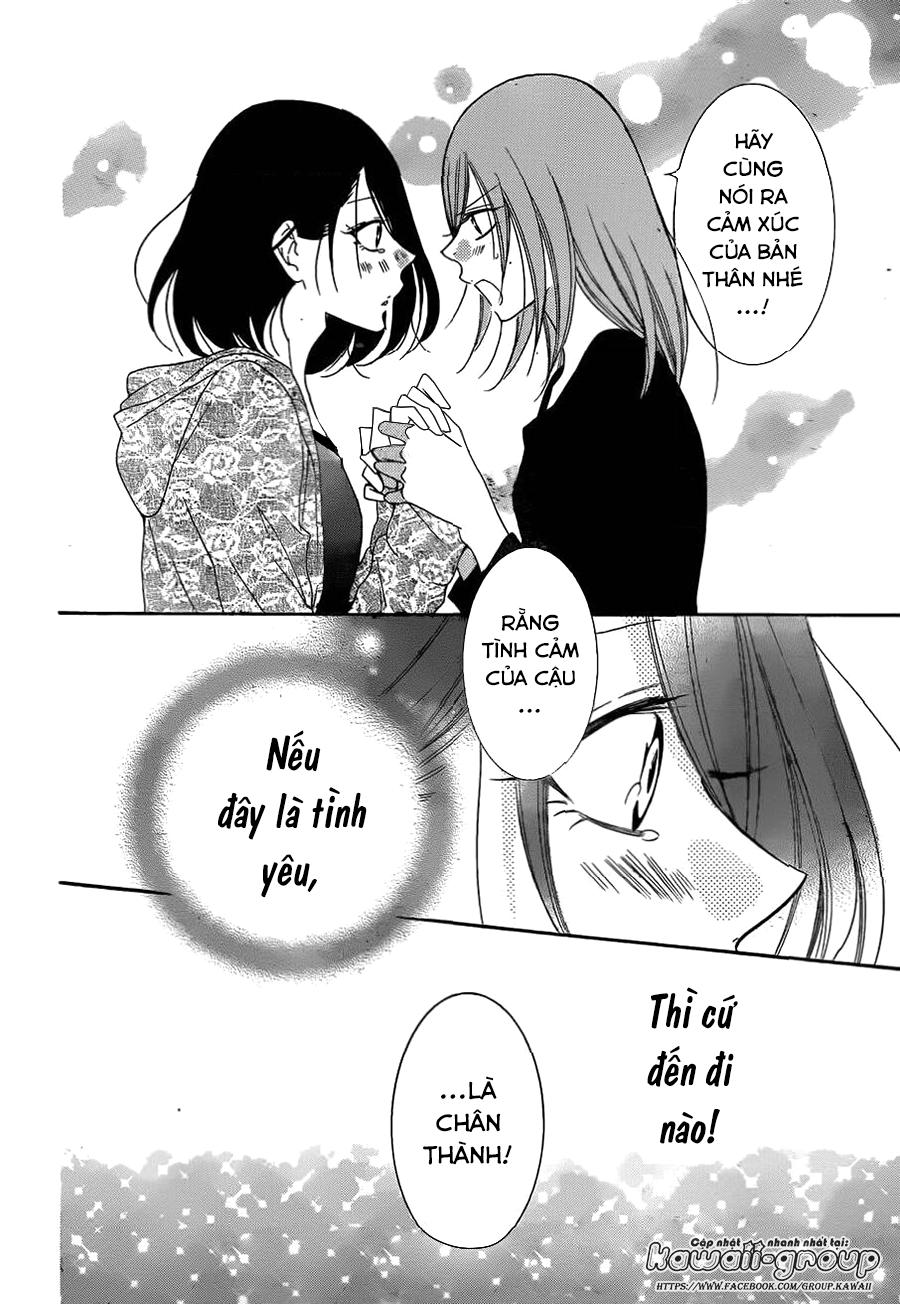 HÃY
CÙNG
NÓI RA
CẢM XÚC
CỦA BẢN
THÂN NHÉ
...!
RẰNG
TÌNH CẢM
CỦA CẬU
...
Nếu
đây là tình
yêu,
Thì cứ
đến đi
nào!
...LÀ
CHÂN
THÀNH!
Cập nhật nhanh nhất tại:
kawaii-group
HTTPS://WWW.FACEBOOK.COM/GROUP.KAWAII